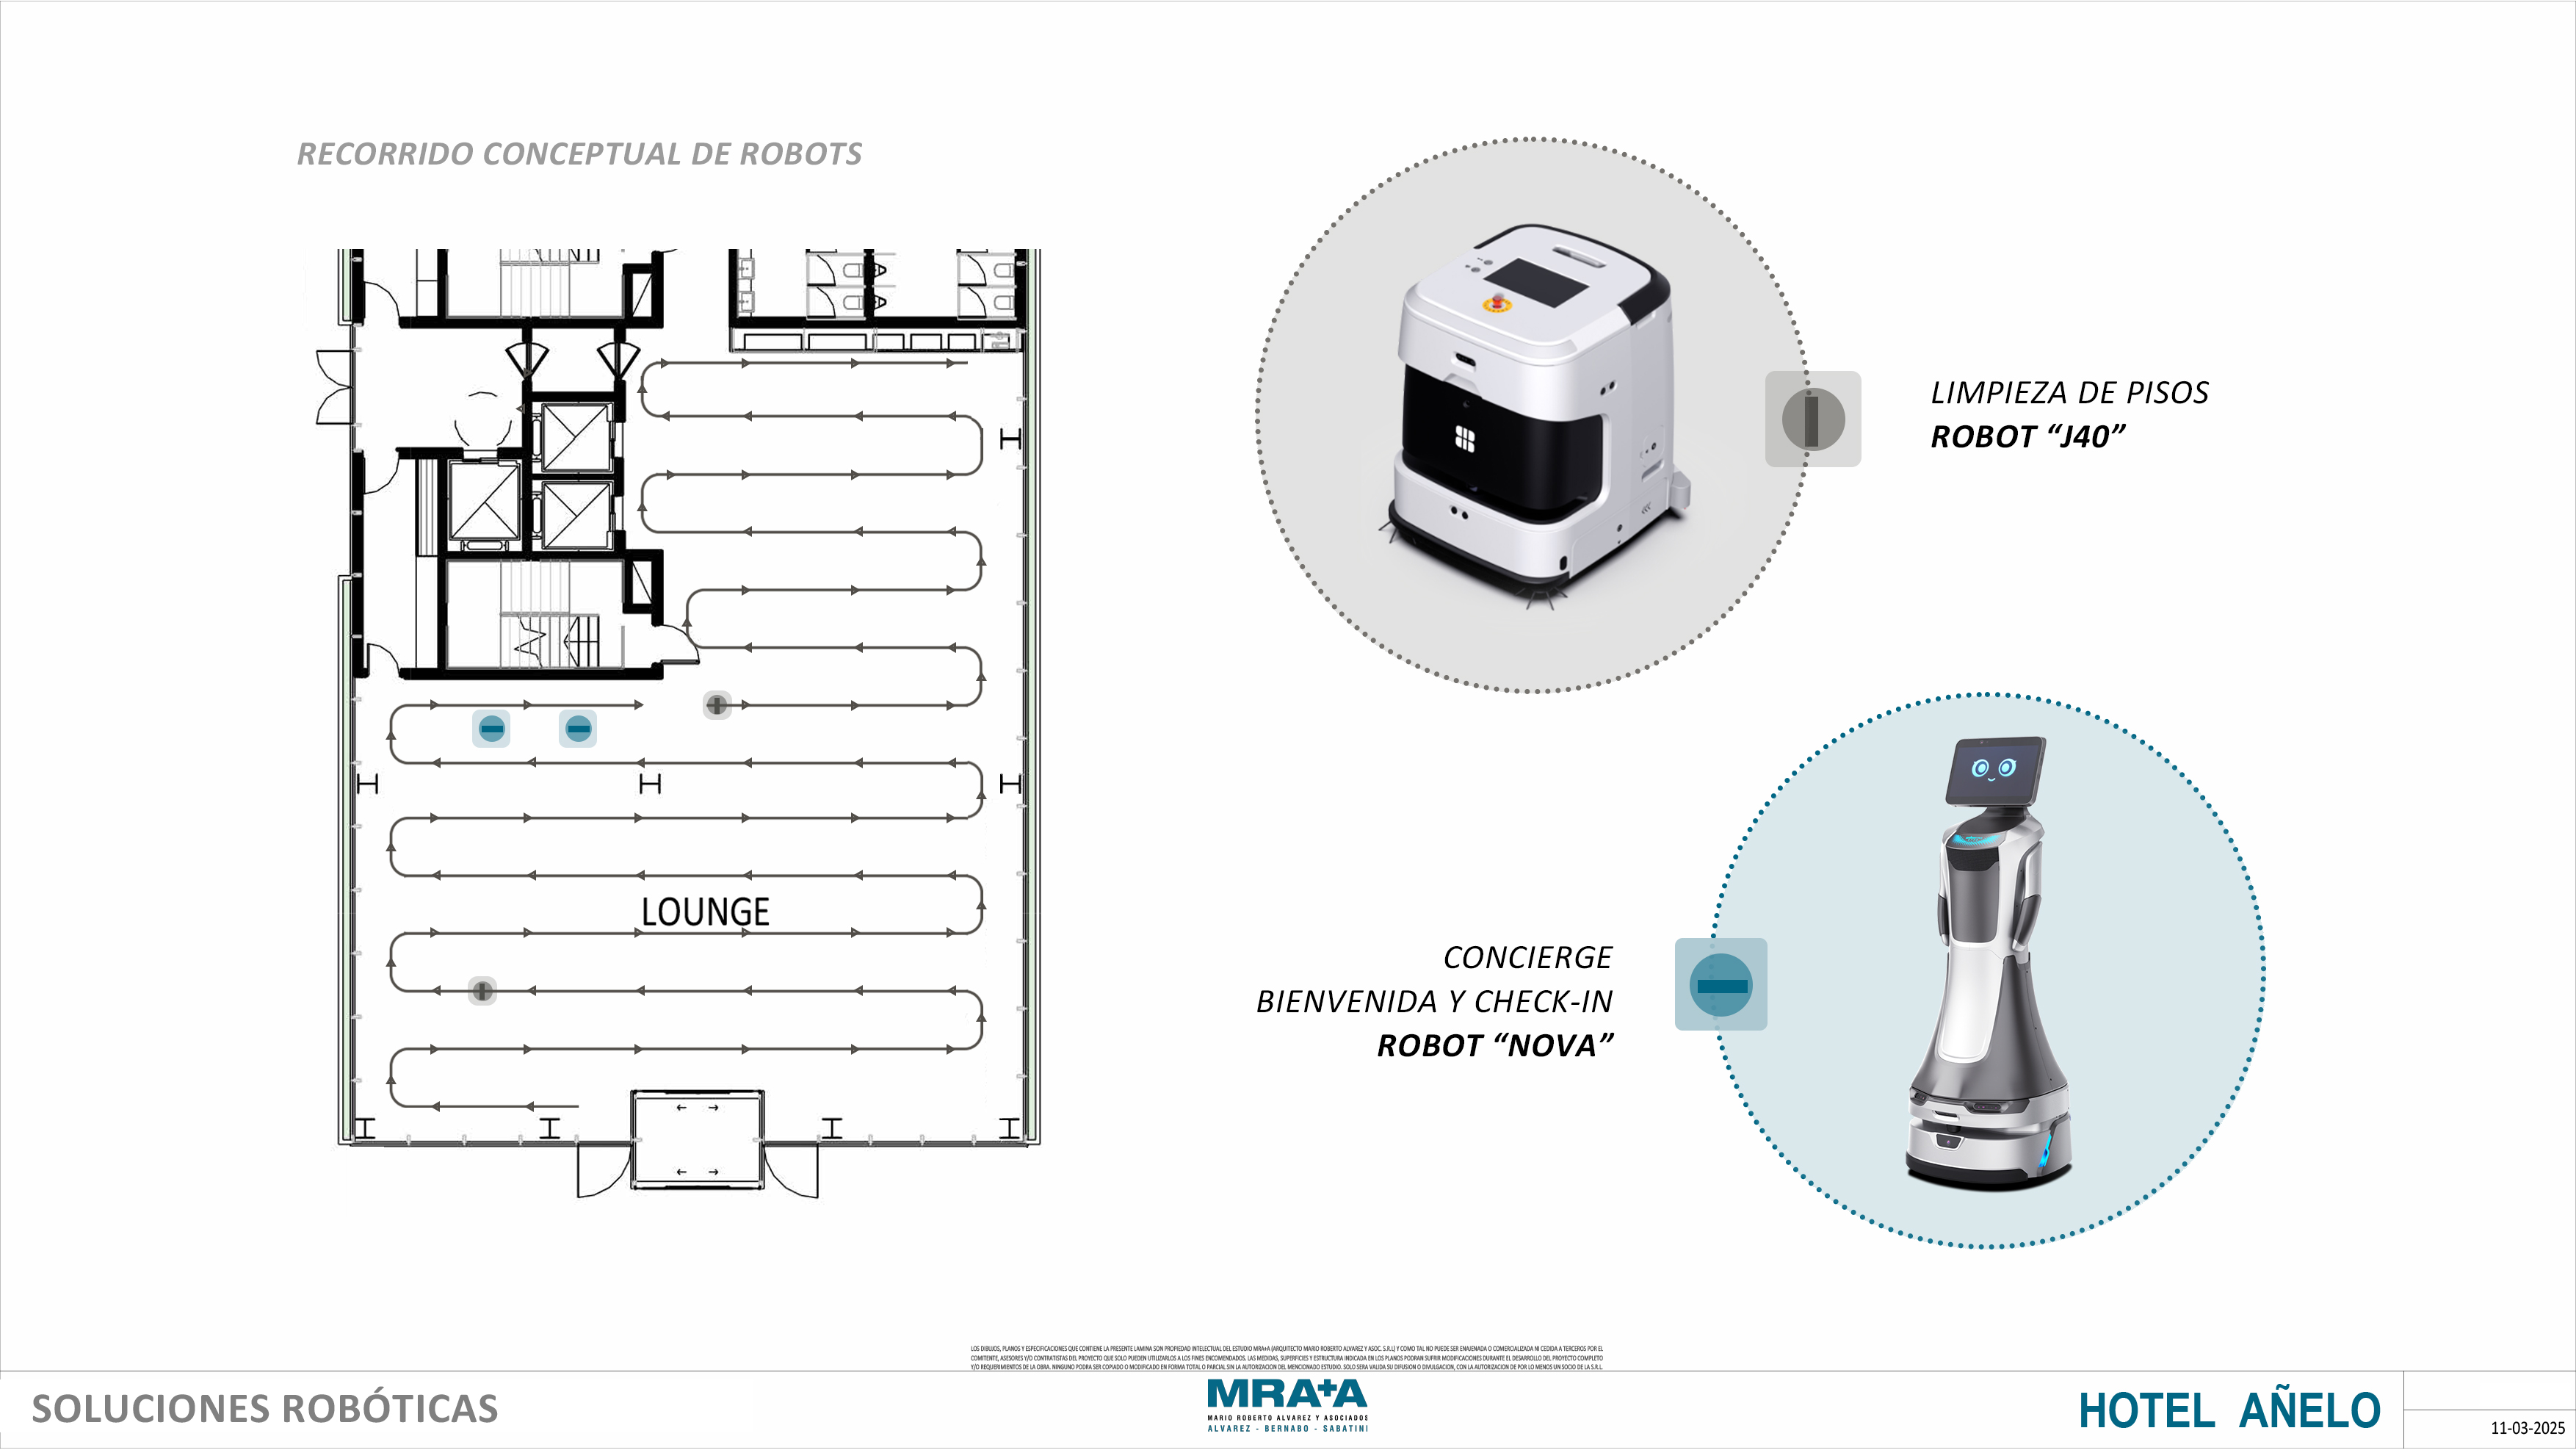 RECORRIDO CONCEPTUAL DE ROBOTS
LIMPIEZA DE PISOS
ROBOT “J40”
LOUNGE
CONCIERGE
BIENVENIDA Y CHECK-IN
ROBOT “NOVA”
LOS DIBUJOS, PLANOS Y ESPECIFICACIONES QUE CONTIENE LA PRESENTE LAMINA SON PROPIEDAD INTELECTUAL DEL ESTUDIO MRA+A (ARQUITECTO MARIO ROBERTO ALVAREZ Y ASOC. S.R.L) Y COMO TAL NO PUEDE SER ENAJENADA O COMERCIALIZADA NI CEDIDA A TERCEROS POR EL
COMITENTE, ASESORES Y/O CONTRATISTAS DEL PROYECTO QUE SOLO PUEDEN UTILIZARLOS A LOS FINES ENCOMENDADOS. LAS MEDIDAS, SUPERFICIES Y ESTRUCTURA INDICADA EN LOS PLANOS PODRAN SUFRIR MODIFICACIONES DURANTE EL DESARROLLO DEL PROYECTO COMPLETO
Y/O REQUERIMIENTOS DE LA OBRA. NINGUNO PODRA SER COPIADO O MODIFICADO EN FORMA TOTAL O PARCIAL SIN LA AUTORIZACION DEL MENCIONADO ESTUDIO. SOLO SERA VALIDA SU DIFUSION O DIVULGACION, CON LA AUTORIZACION DE POR LO MENOS UN SOCIO DE LA S.R.L.
SOLUCIONES ROBÓTICAS
MRA+A
MARIO ROBERTO ALVAREZ Y ASOCIADOS
ALVAREZ - BERNABO - SABATINI
HOTEL AÑELO
11-03-2025